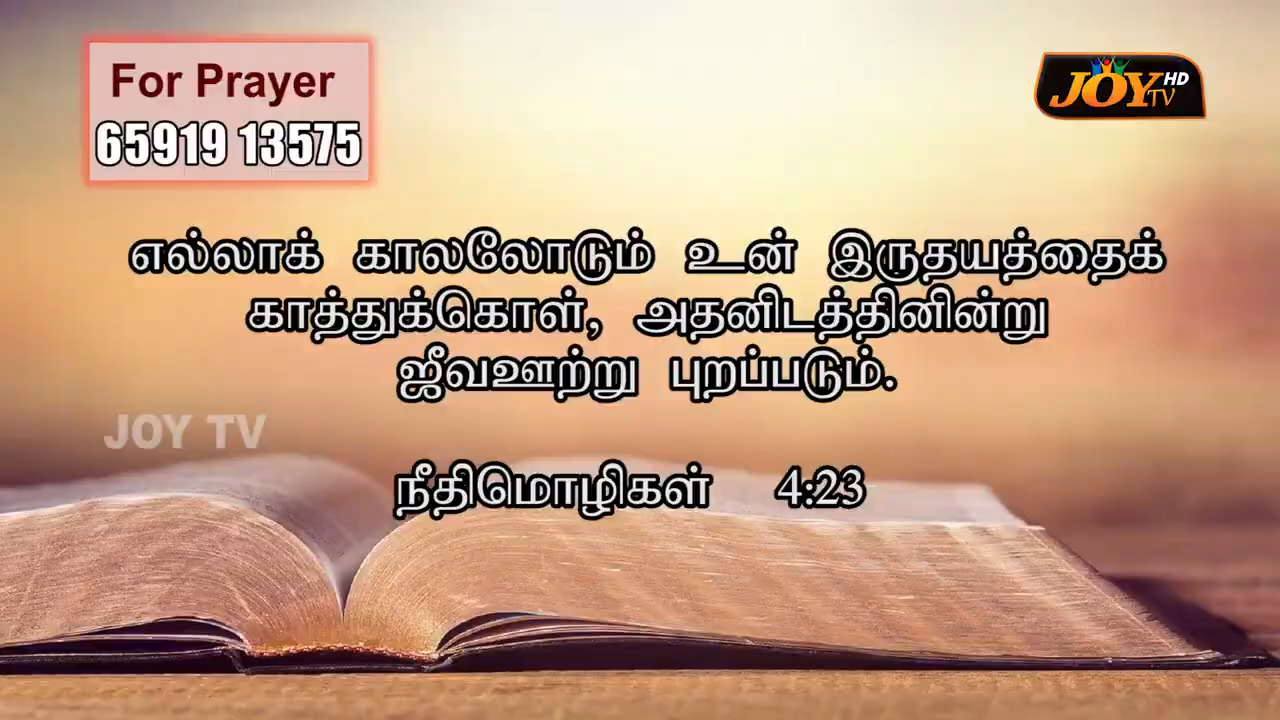 For Prayer
65919 13575
JOY TV HD
எல்லாக் காலலோடும் உன் இருதயத்தைக்
காத்துக்கொள், அதனிடத்தினின்று
ஜீவஊற்று புறப்படும்.
JOY TV
நீதிமொழிகள் 4:23